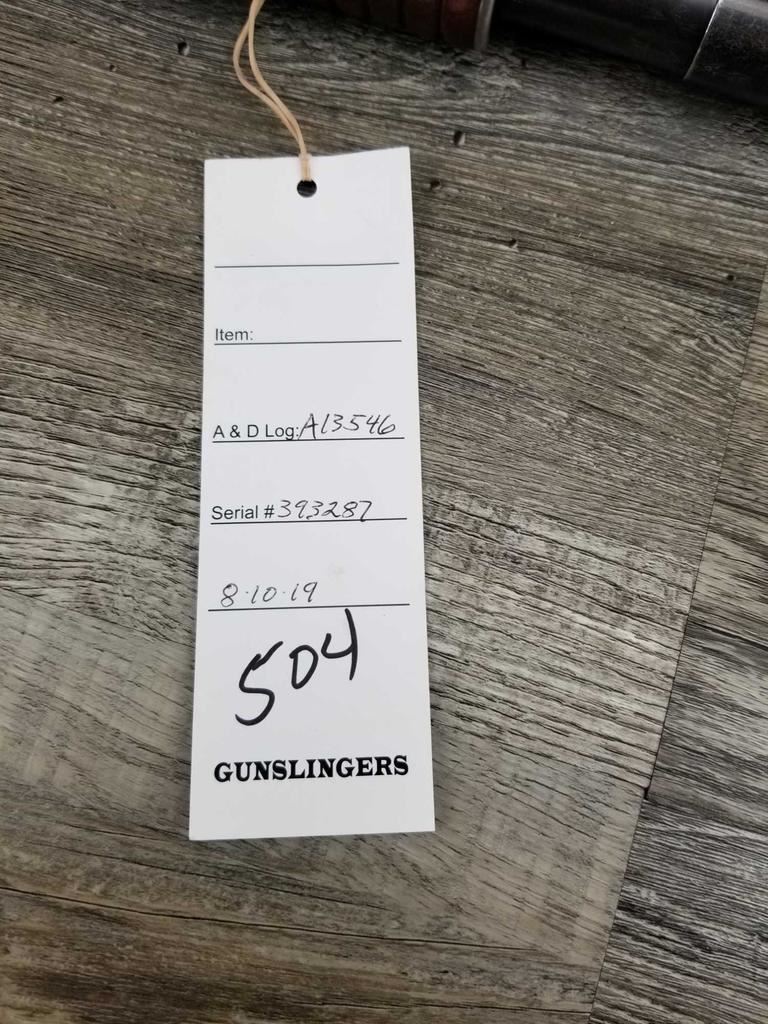 Item:
A & D Log: A13546
Serial # 393287
8·10·19
504
GUNSLINGERS